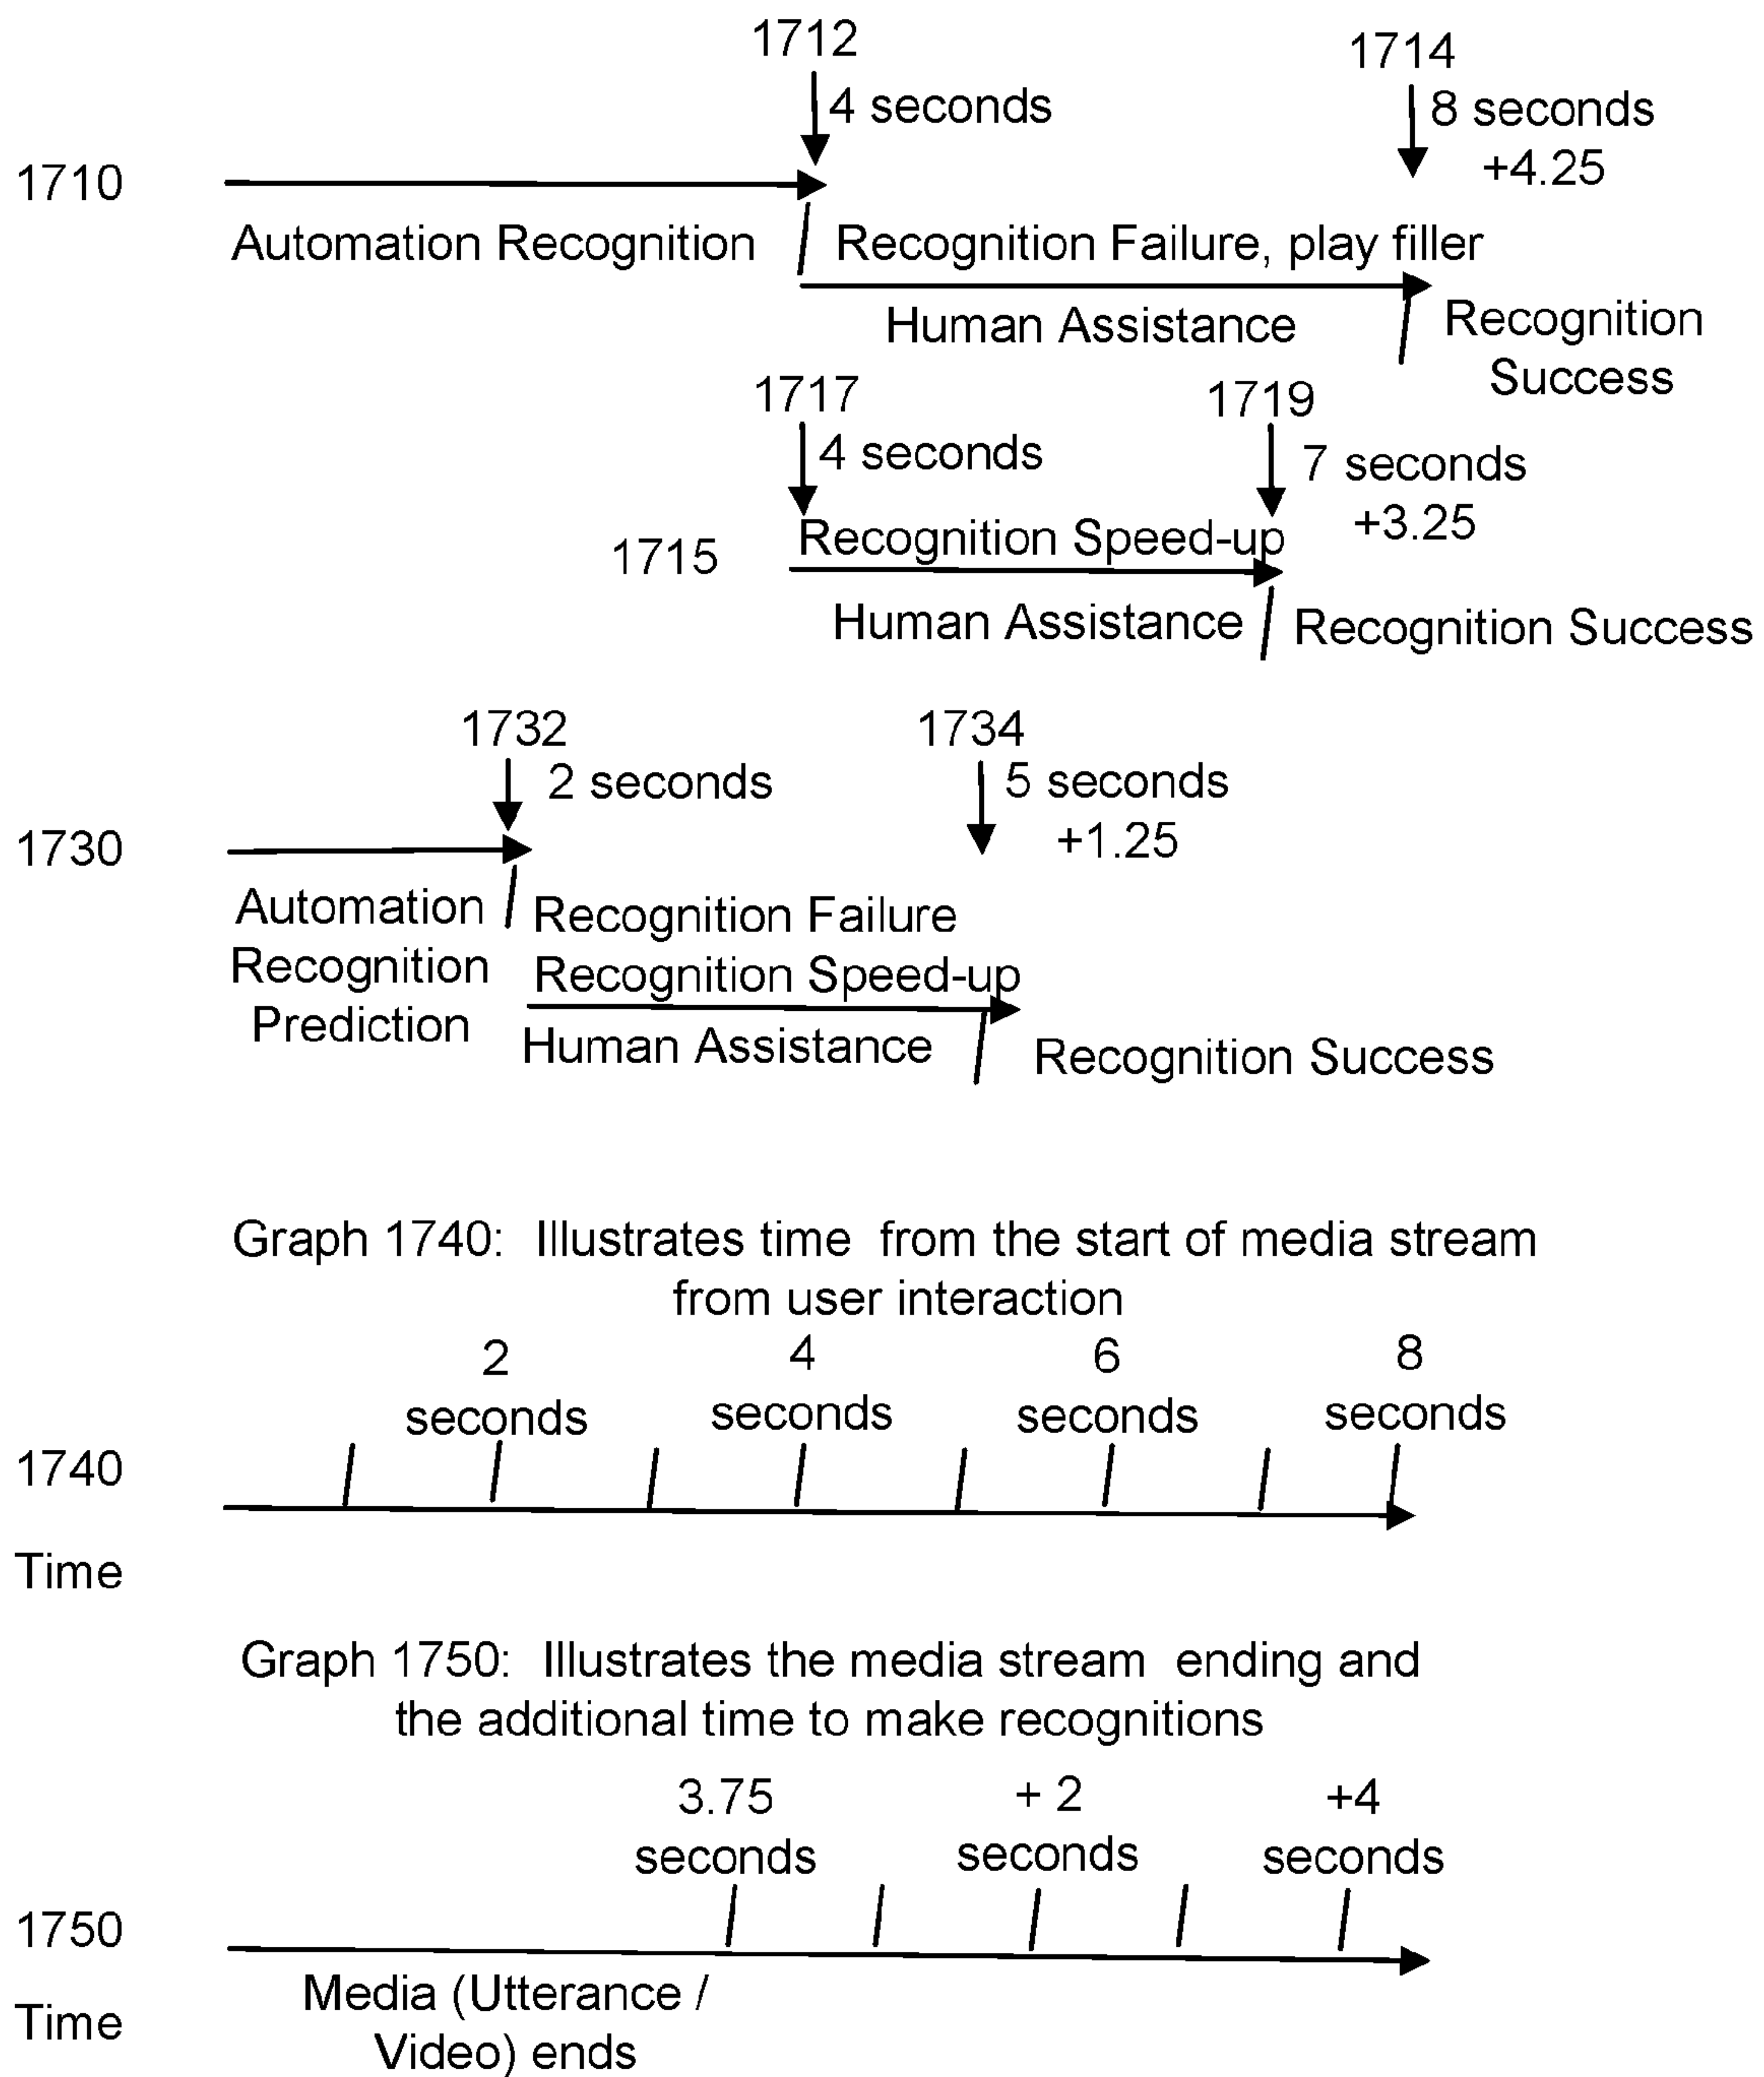 1712
1714
4 seconds
8 seconds
+4.25
1710
Automation Recognition
Recognition Failure, play filler
Human Assistance
Recognition
Success
1717
1719
4 seconds
7 seconds
+3.25
1715
Recognition Speed-up
Human Assistance
Recognition Success
1732
1734
2 seconds
5 seconds
+1.25
1730
Automation
Recognition
Prediction
Recognition Failure
Recognition Speed-up
Human Assistance
Recognition Success
Graph 1740: Illustrates time from the start of media stream
from user interaction
2
seconds
4
seconds
6
seconds
8
seconds
1740
Time
Graph 1750: Illustrates the media stream ending and
the additional time to make recognitions
3.75
seconds
+ 2
seconds
+4
seconds
1750
Time
Media (Utterance /
Video) ends